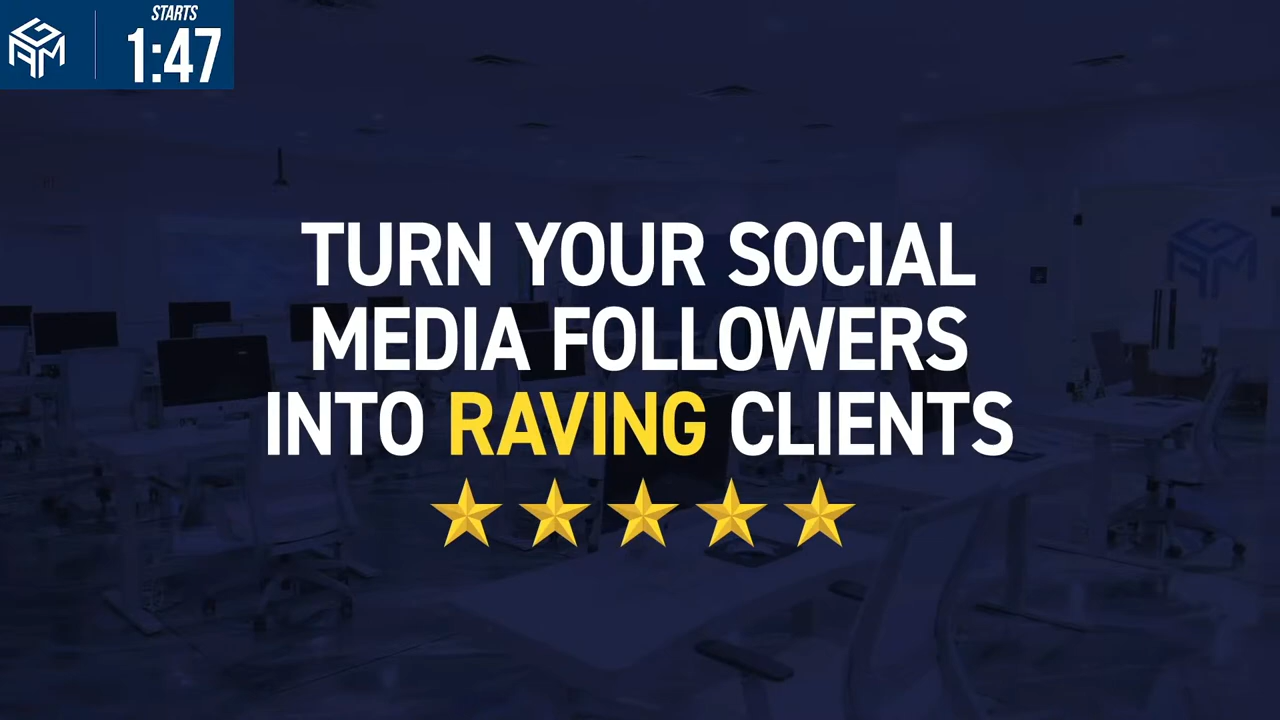 STARTS
1:47
TURN YOUR SOCIAL
MEDIA FOLLOWERS
INTO RAVING CLIENTS